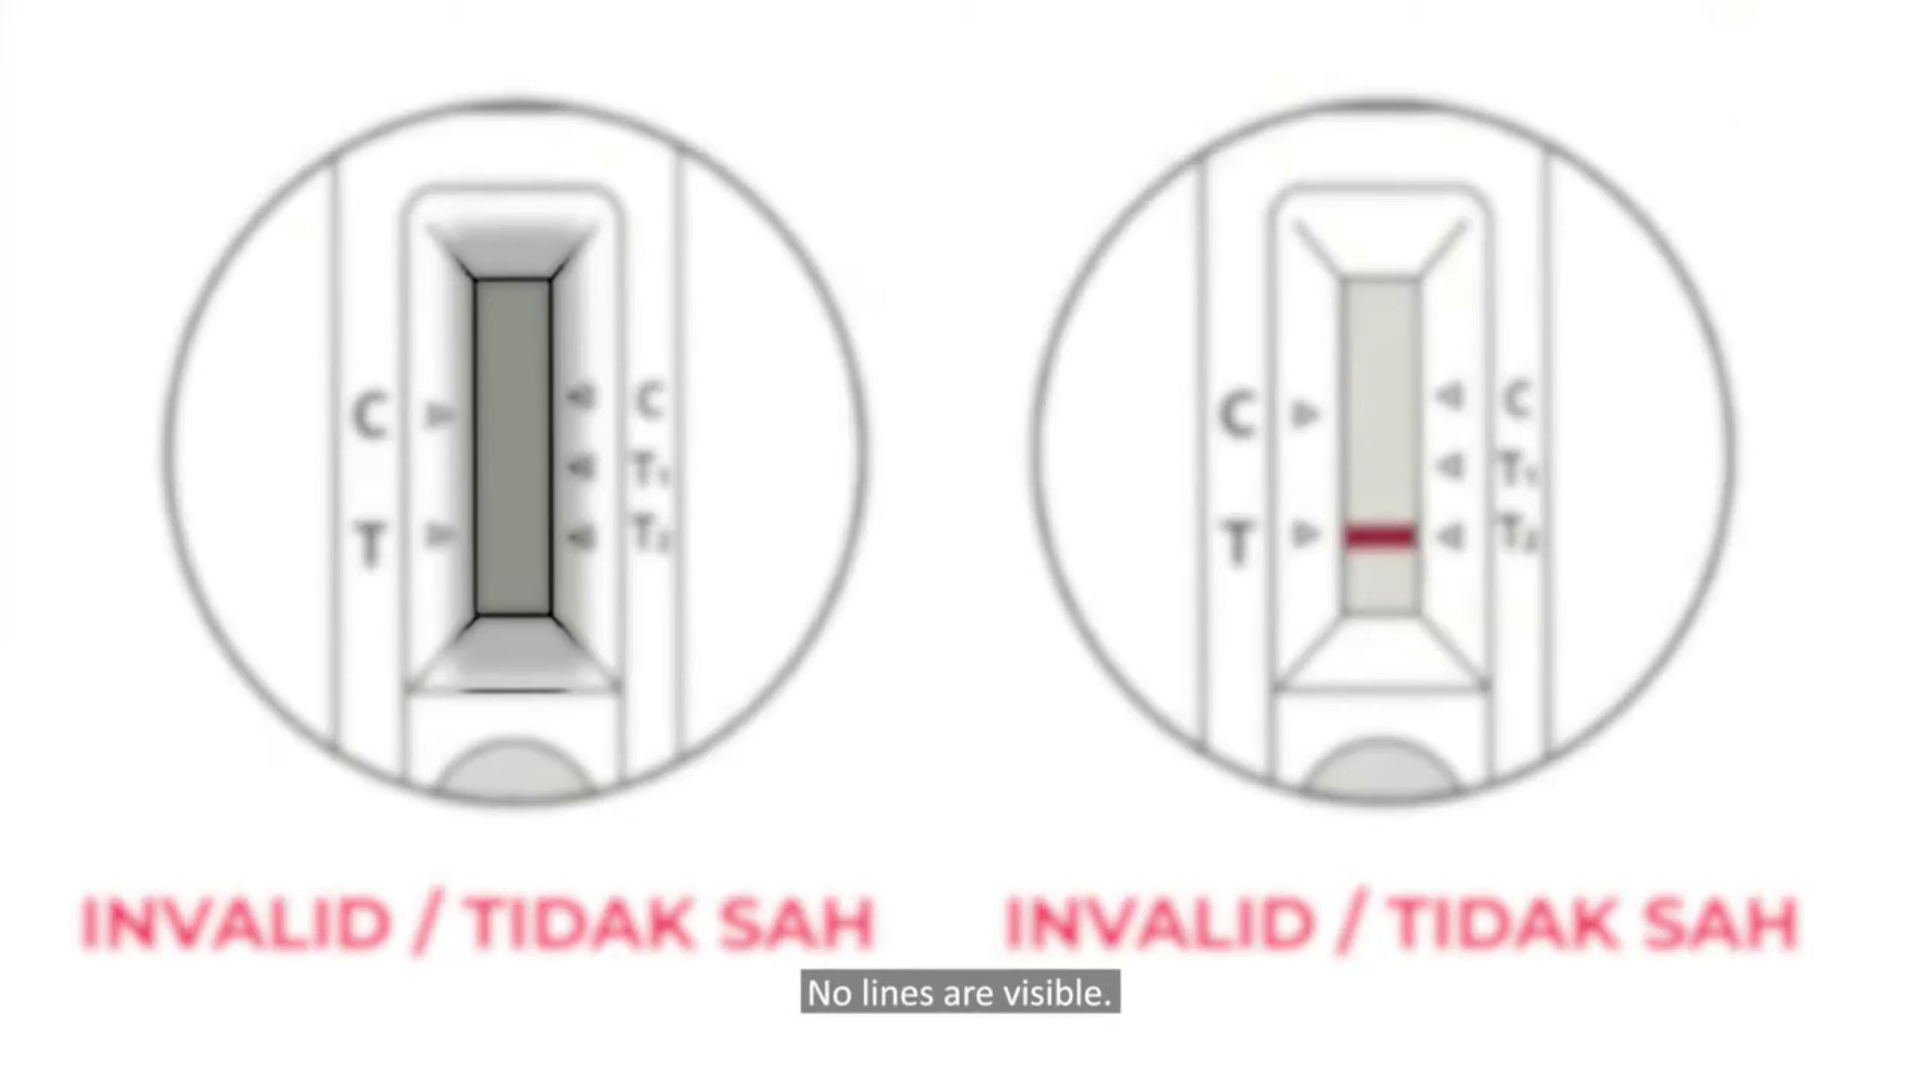 C C
T1
T T2
C C
T1
T T2
INVALID / TIDAK SAH
INVALID / TIDAK SAH
No lines are visible.